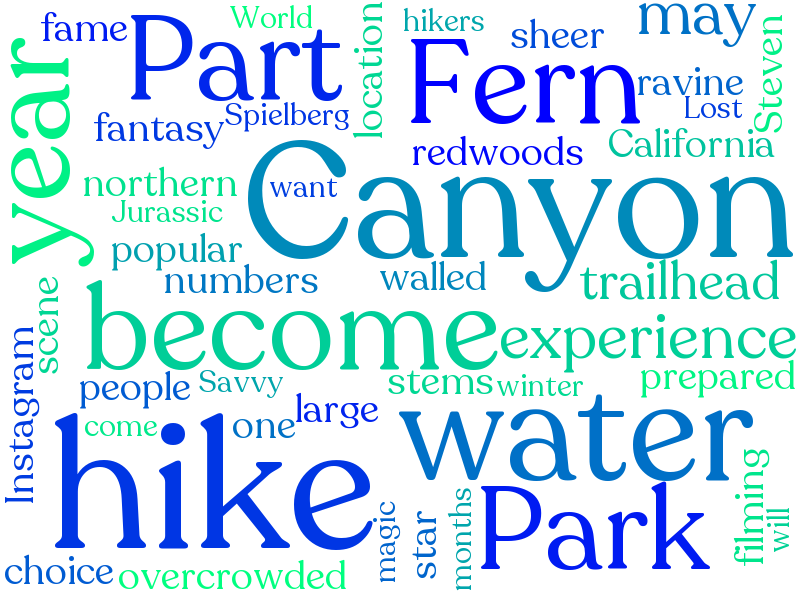 World
hikers
may
fame
Part
location
sheer
Fern
Steven
year
Spielberg
ravine
Lost
fantasy
redwoods
California
northern
want
Canyon
Jurassic
popular
numbers
walled
trailhead
scene
become
experience
Instagram
people
Savvy
stems
winter
prepared
come
one
large
water
hike
filming
will
magic
star
months
Park
choice
overcrowded